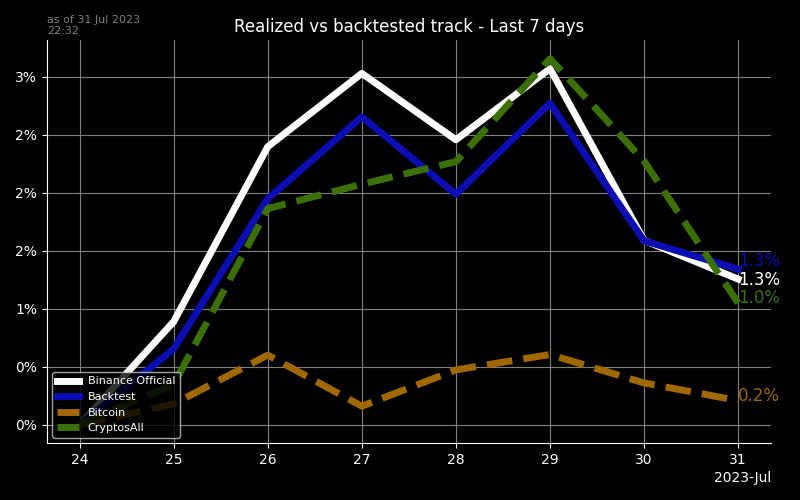 as of 31 Jul 2023
22:32
Realized vs backtested track - Last 7 days
3%
2%
2%
2%
1%
0%
0%
1.3%
1.3%
1.0%
0.2%
Binance Official
Backtest
Bitcoin
CryptosAll
24 25 26 27 28 29 30 31
2023-Jul